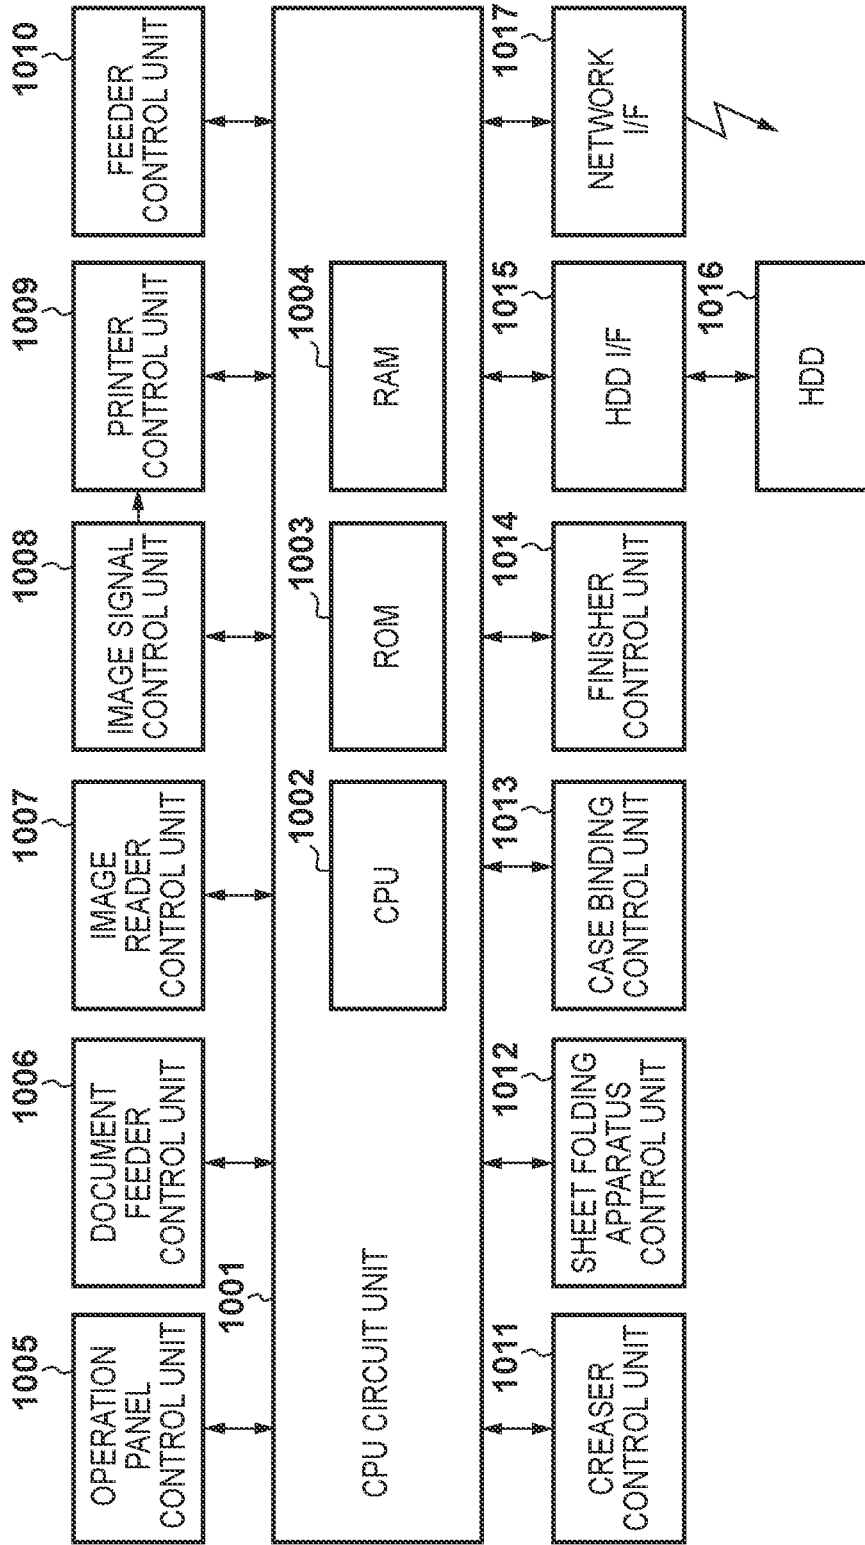 1005
OPERATION
PANEL
CONTROL UNIT
1006
DOCUMENT
FEEDER
CONTROL UNIT
1007
IMAGE
READER
CONTROL UNIT
1008
IMAGE SIGNAL
CONTROL UNIT
1009
PRINTER
CONTROL UNIT
1010
FEEDER
CONTROL UNIT
1001
CPU CIRCUIT UNIT
1002
CPU
1003
ROM
1004
RAM
1011
CREASER
CONTROL UNIT
1012
SHEET FOLDING
APPARATUS
CONTROL UNIT
1013
CASE BINDING
CONTROL UNIT
1014
FINISHER
CONTROL UNIT
1015
HDD I/F
1017
NETWORK
I/F
1016
HDD